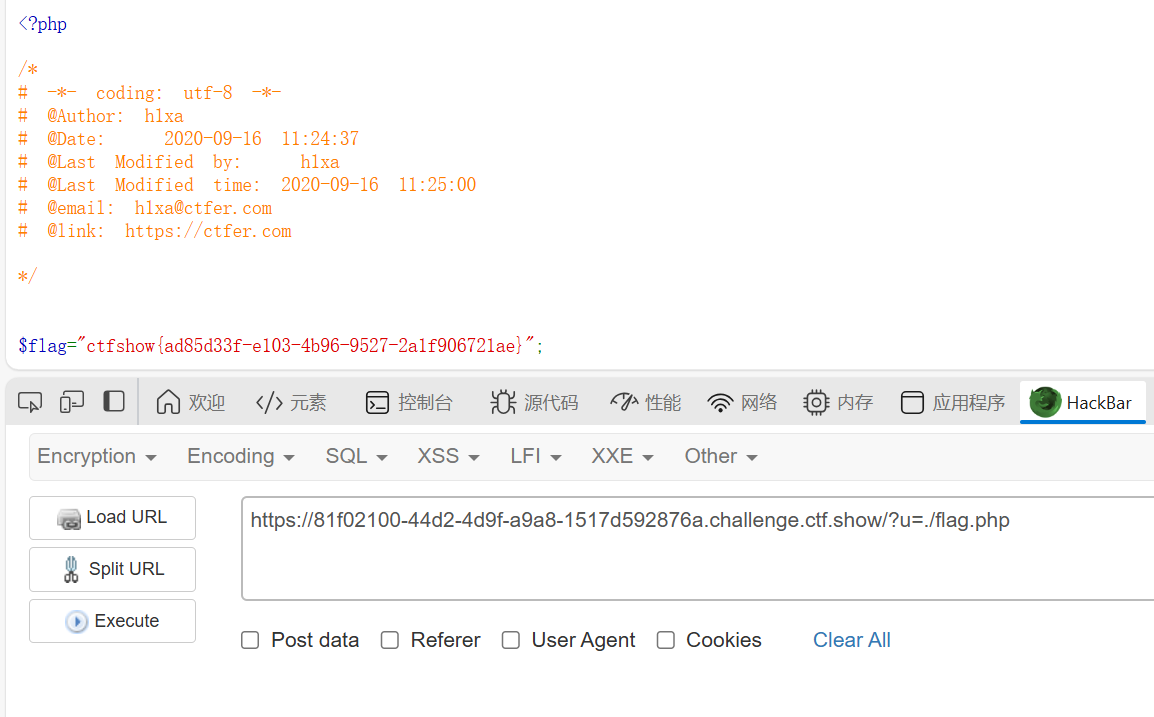 <?php
/*
# -*- coding: utf-8 -*-
# @Author: hlxa
# @Date: 2020-09-16 11:24:37
# @Last Modified by: hlxa
# @Last Modified time: 2020-09-16 11:25:00
# @email: hlxa@ctfer.com
# @link: https://ctfer.com
*/
$flag="ctfshow{ad85d33f-e103-4b96-9527-2a1f906721ae}";
欢迎 元素 控制台 源代码 性能 网络 内存 应用程序 HackBar
Encryption Encoding SQL XSS LFI XXE Other
Load URL
https://81f02100-44d2-4d9f-a9a8-1517d592876a.challenge.ctf.show/?u=./flag.php
Split URL
Execute
Post data Referer User Agent Cookies Clear All